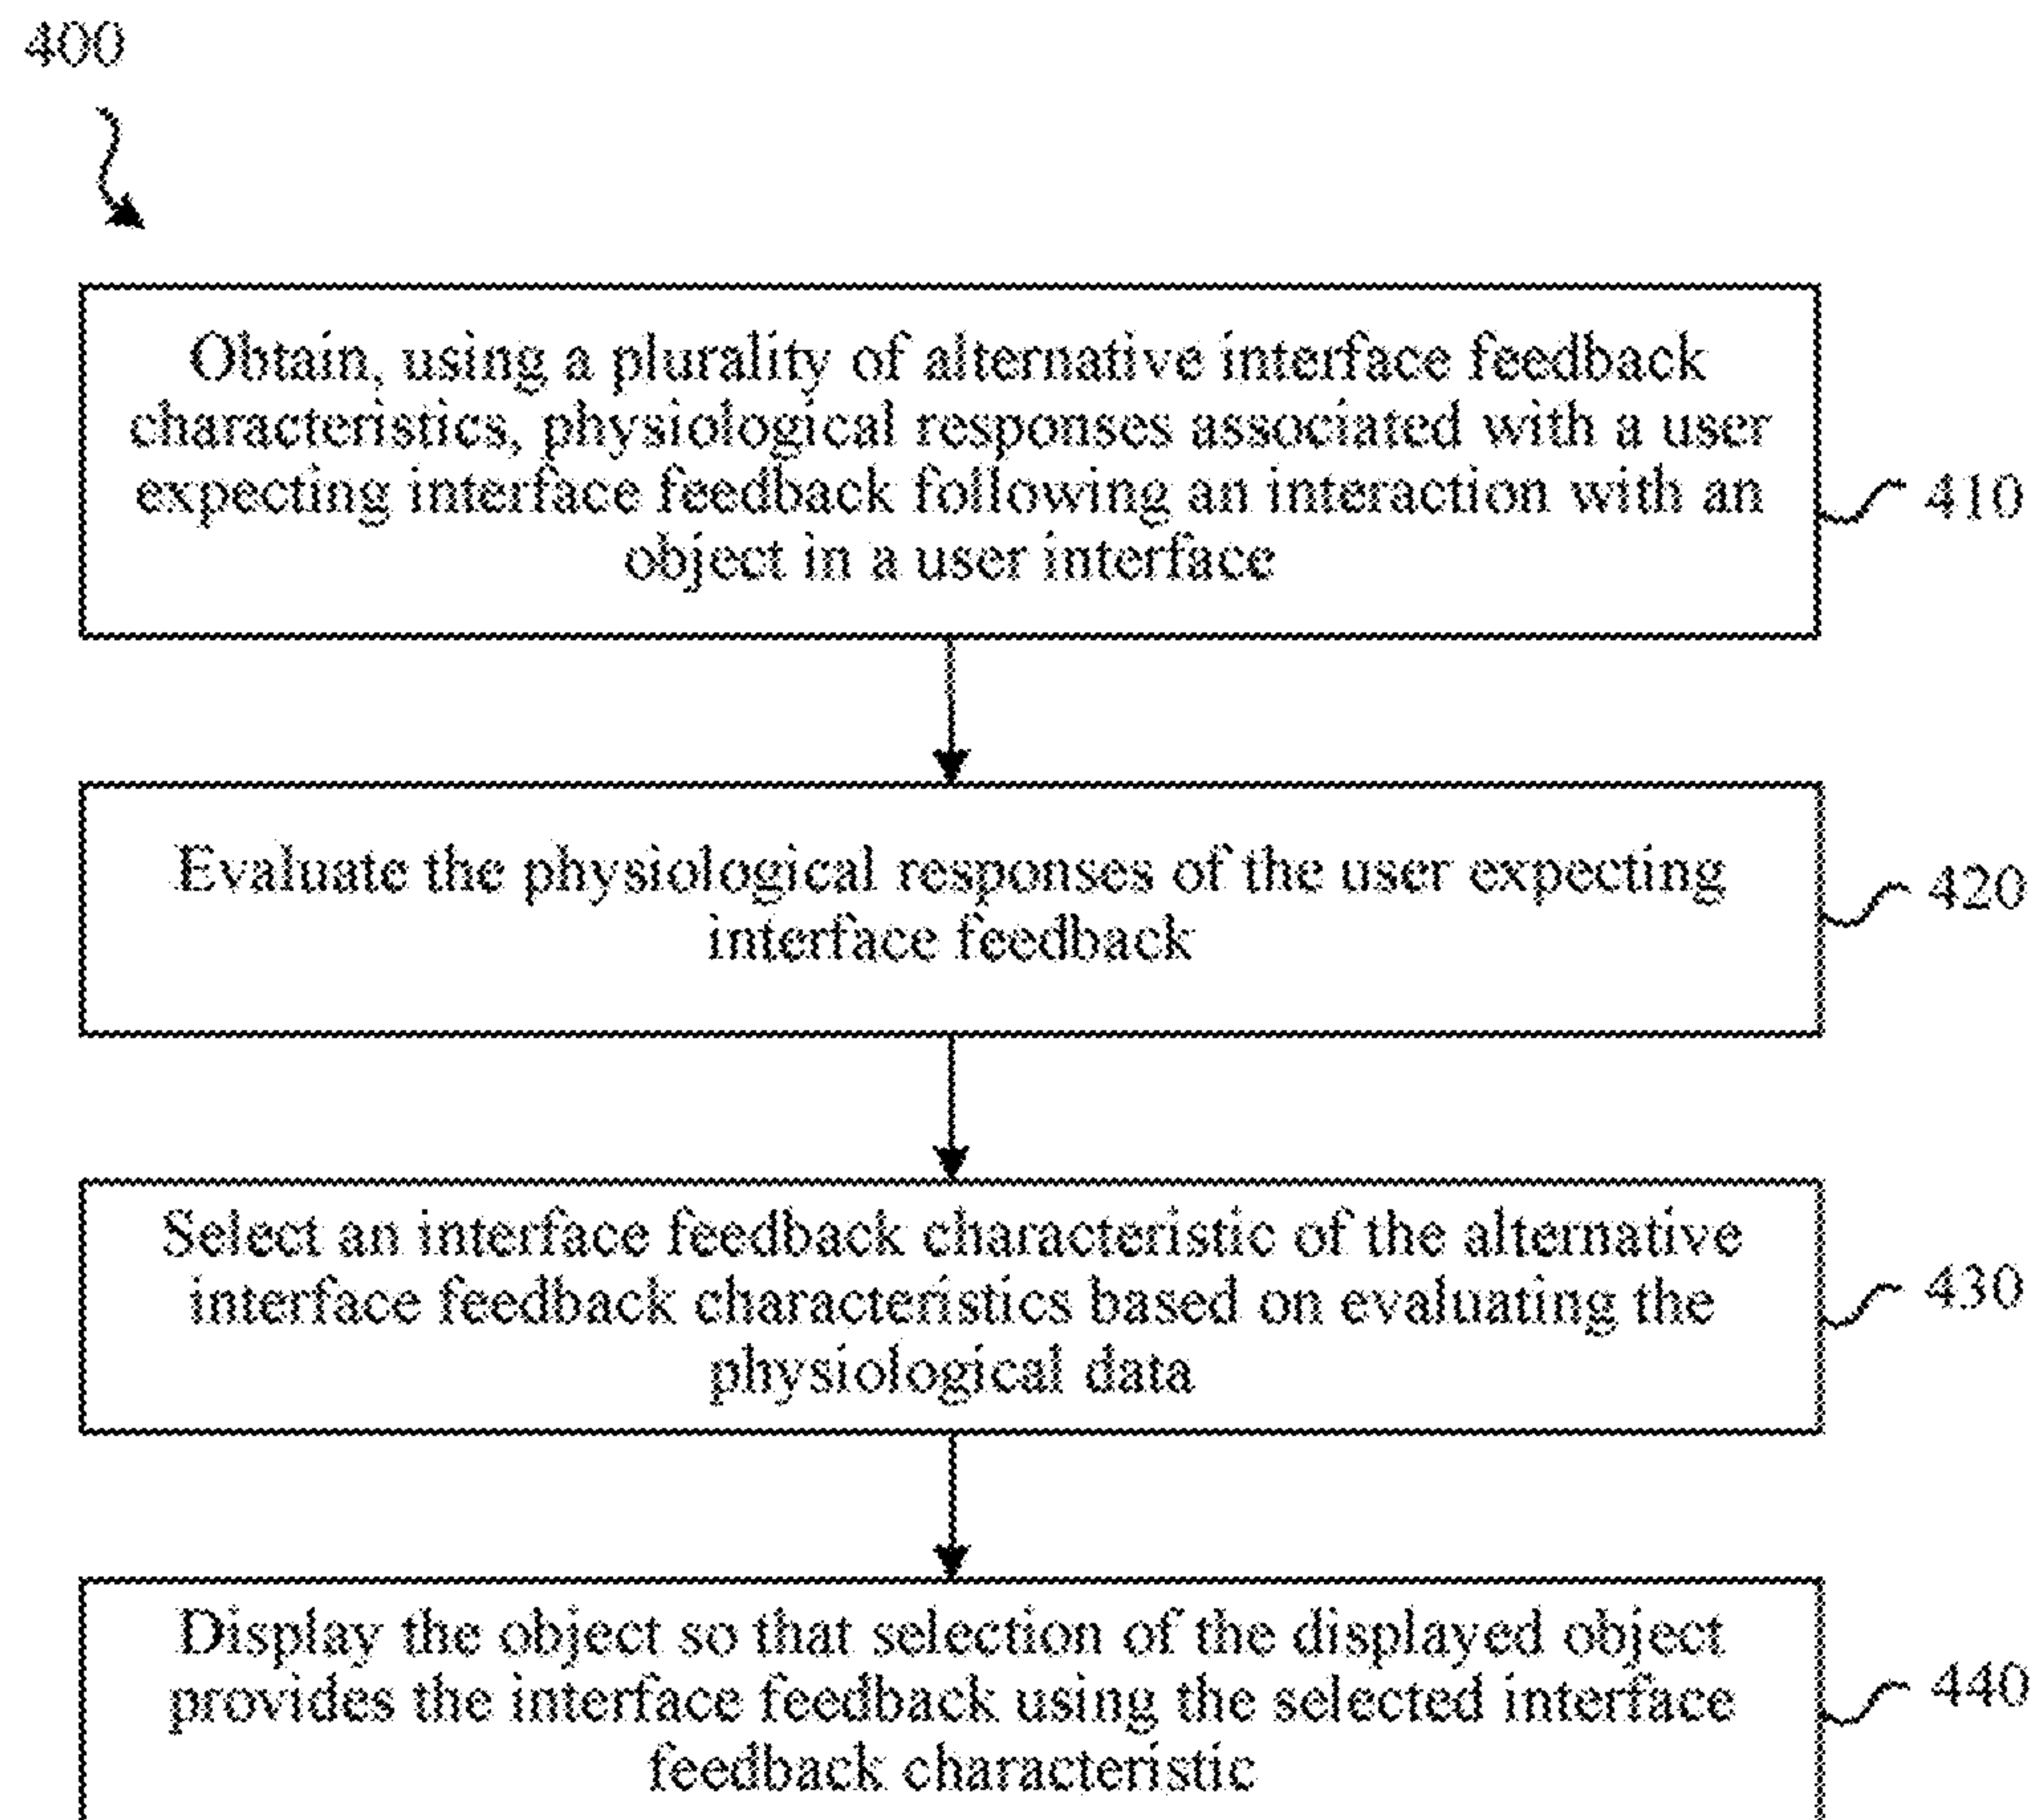 400
Obtain, using a plurality of alternative interface feedback
characteristics, physiological responses associated with a user
expecting interface feedback following an interaction with an
object in a user interface
410
Evaluate the physiological responses of the user expecting
interface feedback
420
Select an interface feedback characteristic of the alternative
interface feedback characteristics based on evaluating the
physiological data
430
Display the object so that selection of the displayed object
provides the interface feedback using the selected interface
feedback characteristic
440